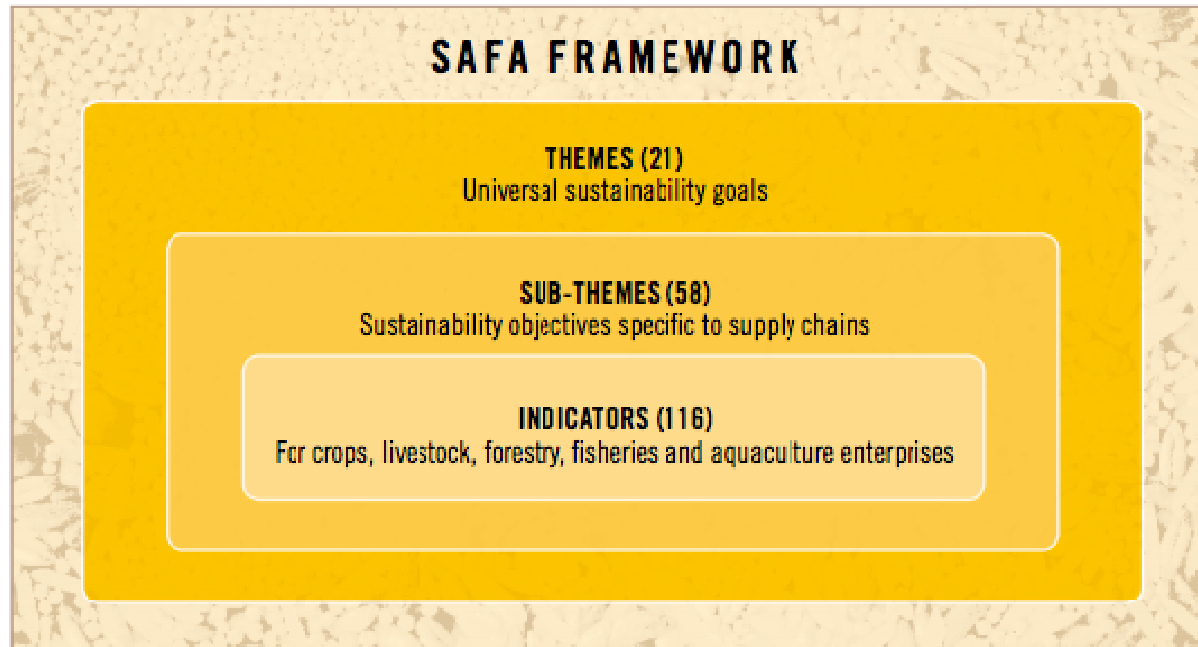 SAFA FRAMEWORK
THEMES (21)
Universal sustainability goals
SUB-THEMES (58)
Sustainability objectives specific to supply chains
INDICATORS (116)
For crops, livestock, forestry, fisheries and aquaculture enterprises